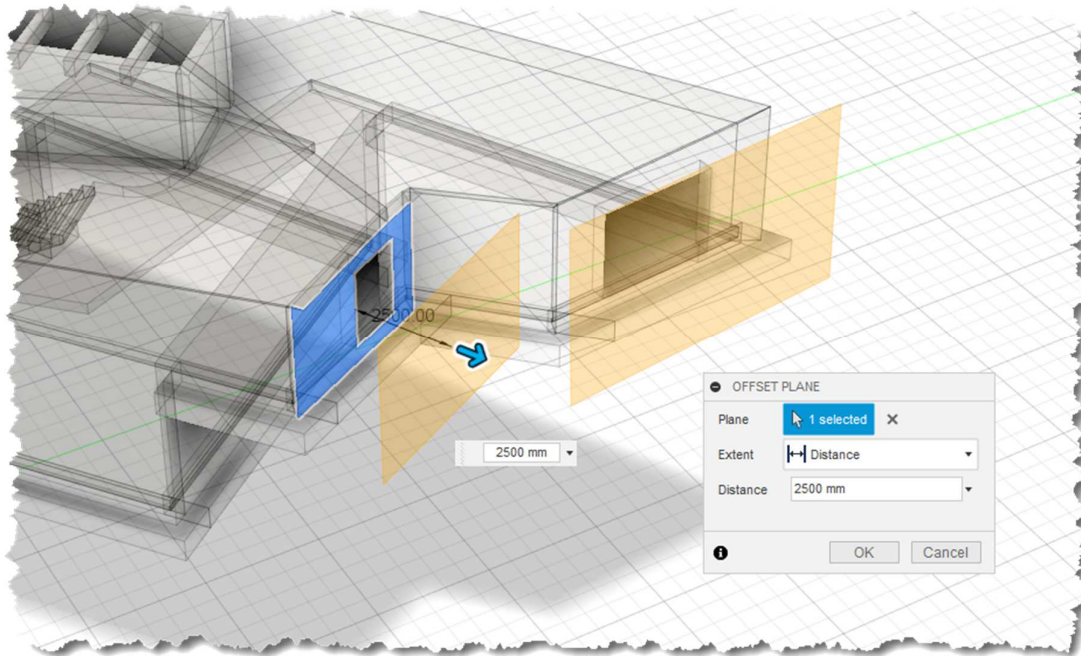 2500.00
2500 mm
OFFSET PLANE
Plane 1 selected
Extent Distance
Distance 2500 mm
OK Cancel